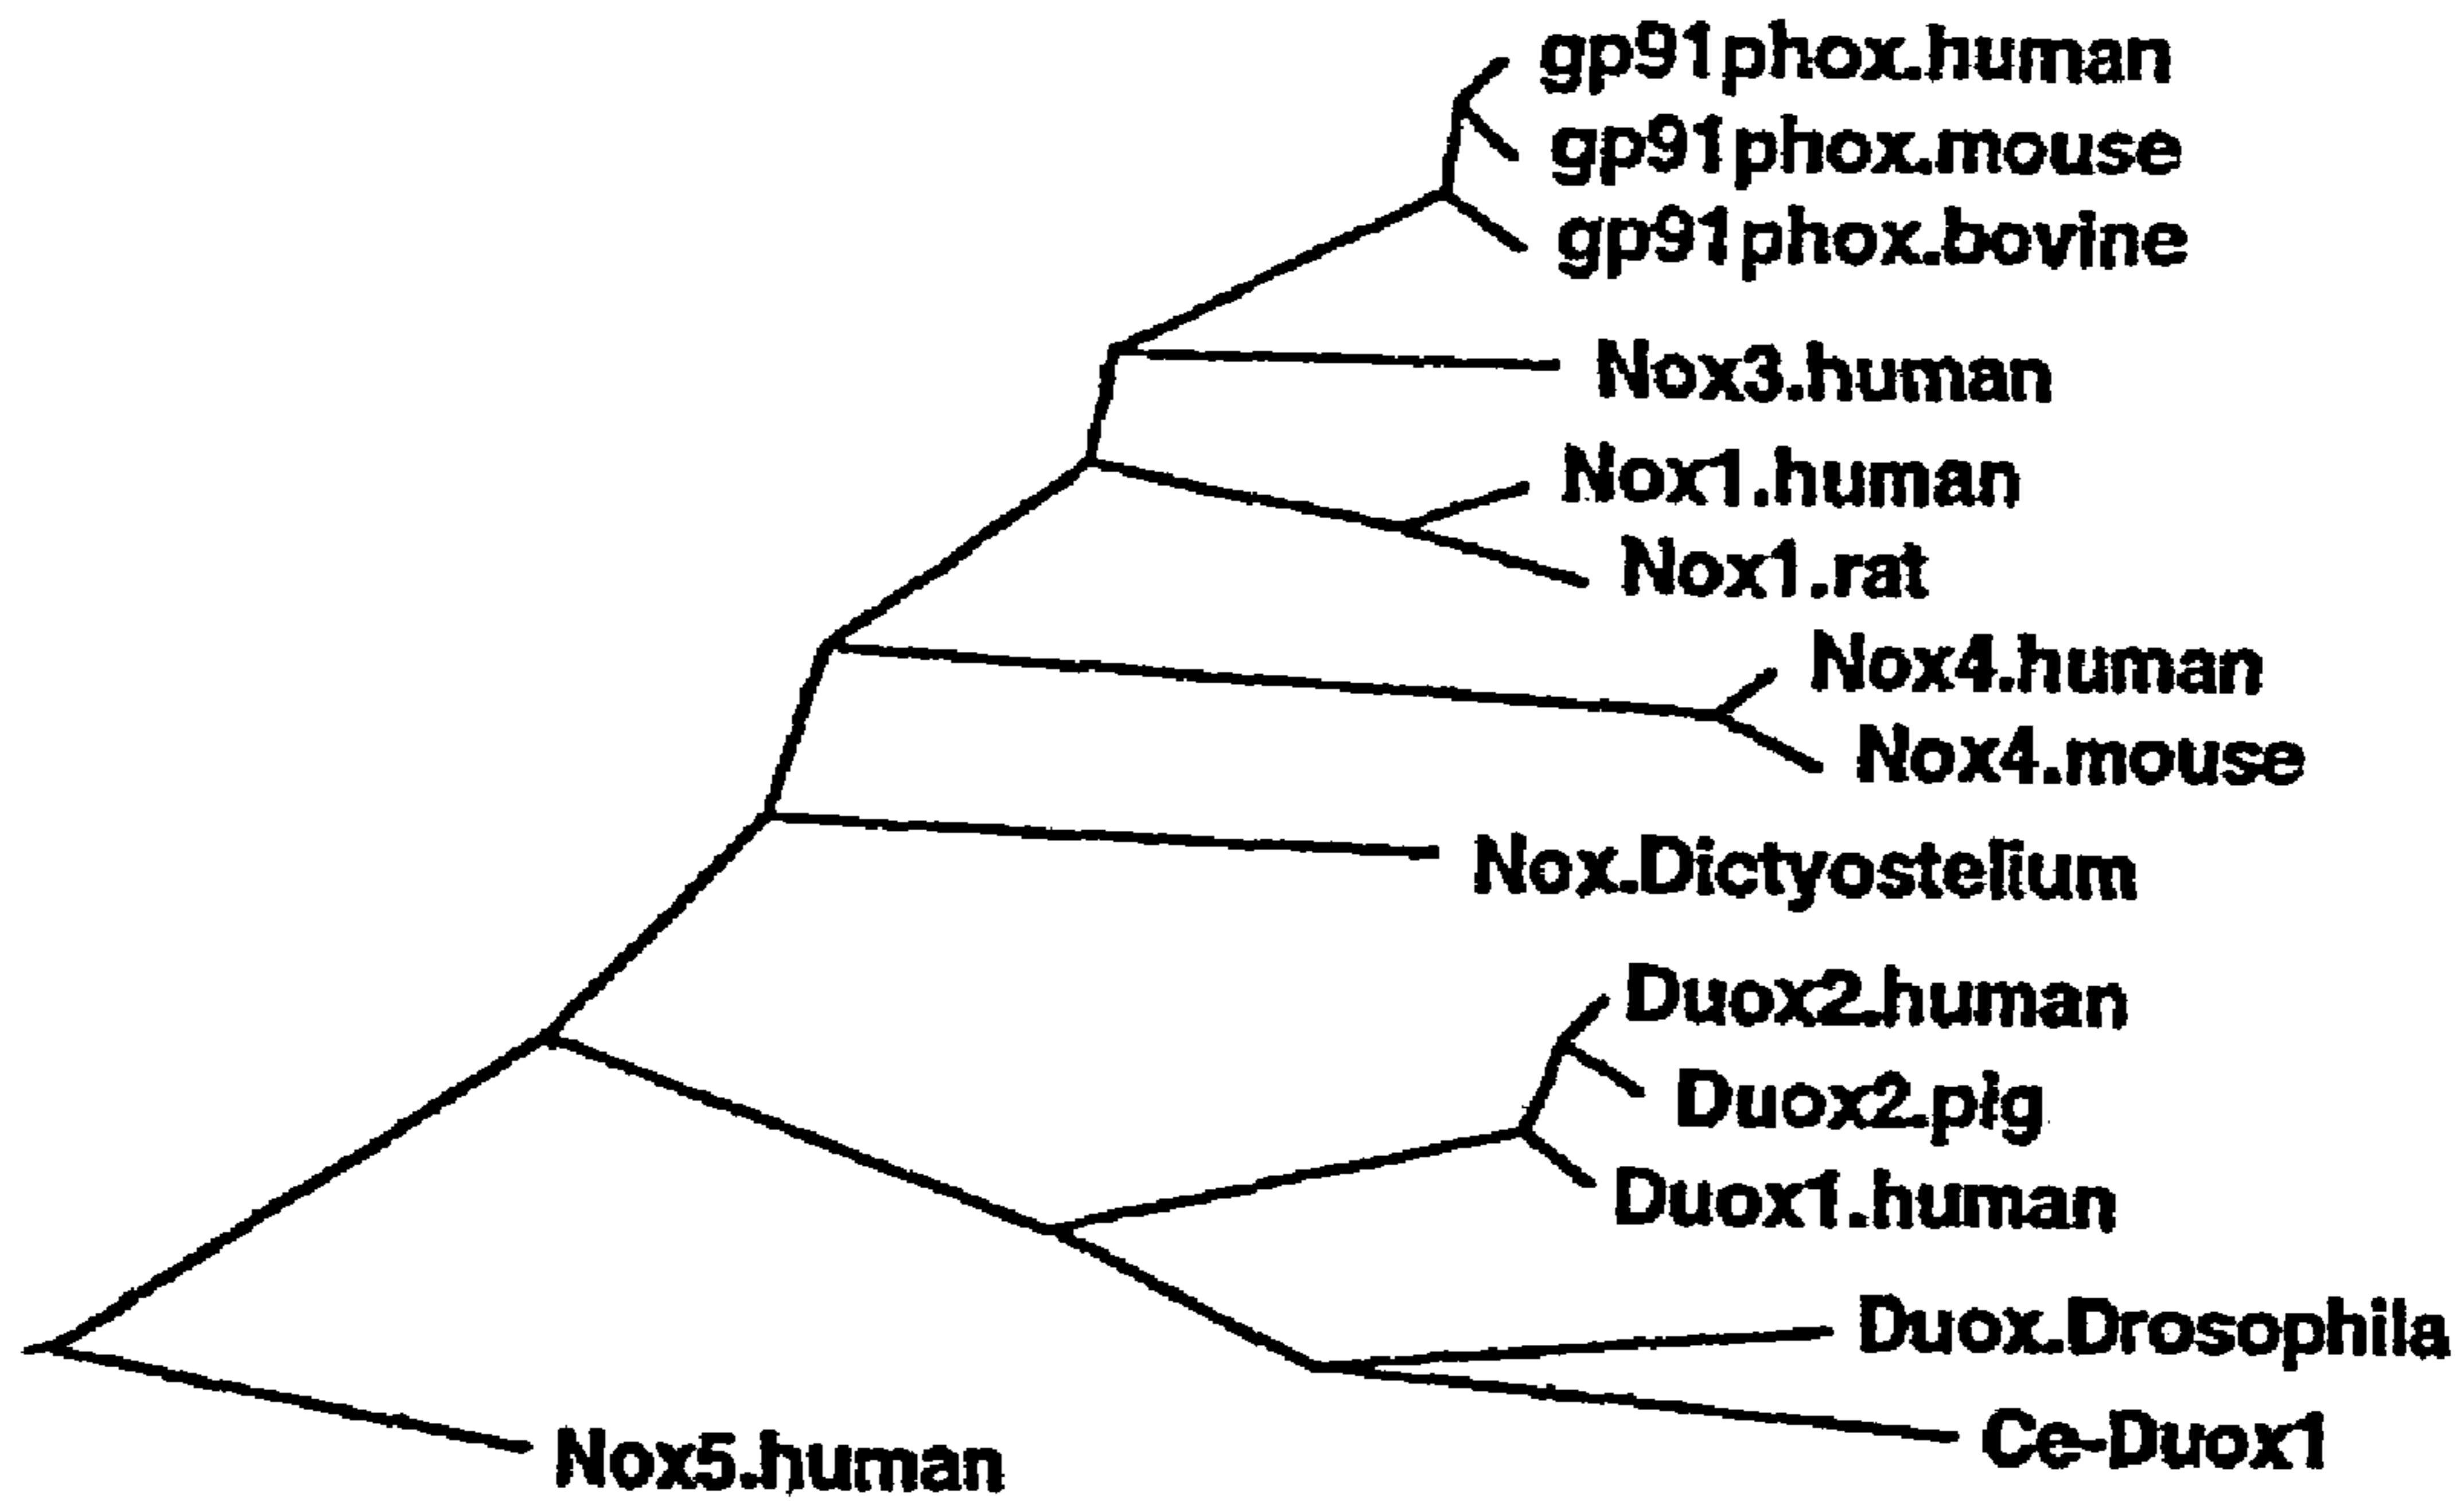 gp91phox.human
gp91phox.mouse
gp91phox.bovine
Nox3.human
Nox1.human
Nox1.rat
Nox4.human
Nox4.mouse
Nox.Dictyostelium
Duox2.human
Duox2.pig
Duox1.human
Duox.Drosophila
Ce-Duox1
Nox5.human